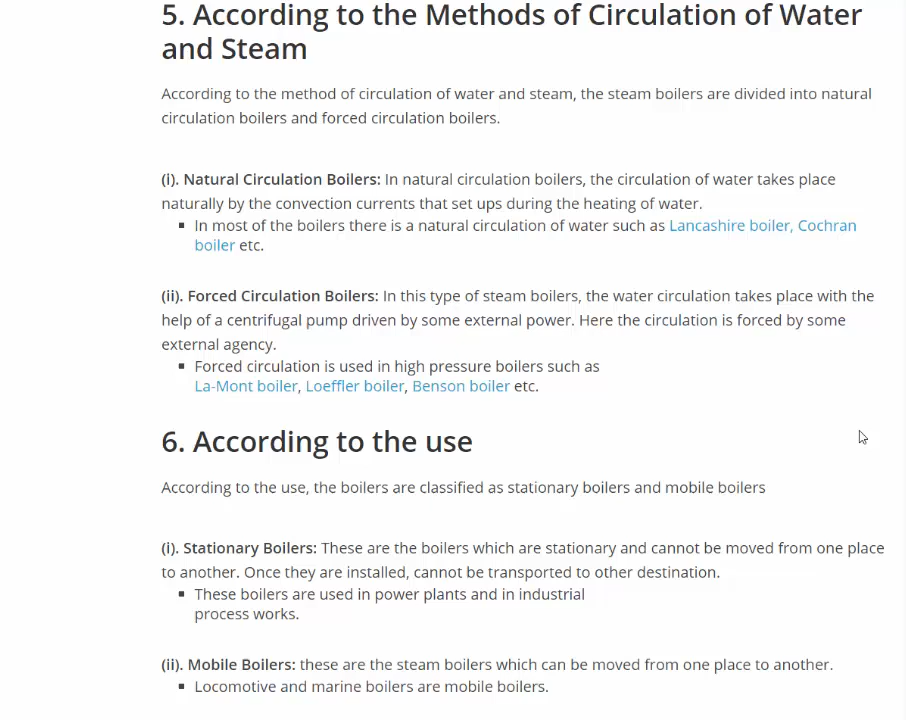 5. According to the Methods of Circulation of Water
and Steam
According to the method of circulation of water and steam, the steam boilers are divided into natural
circulation boilers and forced circulation boilers.
(i). Natural Circulation Boilers: In natural circulation boilers, the circulation of water takes place
naturally by the convection currents that set ups during the heating of water.
▪ In most of the boilers there is a natural circulation of water such as Lancashire boiler, Cochran
boiler etc.
(ii). Forced Circulation Boilers: In this type of steam boilers, the water circulation takes place with the
help of a centrifugal pump driven by some external power. Here the circulation is forced by some
external agency.
▪ Forced circulation is used in high pressure boilers such as
La-Mont boiler, Loeffler boiler, Benson boiler etc.
6. According to the use
According to the use, the boilers are classified as stationary boilers and mobile boilers
(i). Stationary Boilers: These are the boilers which are stationary and cannot be moved from one place
to another. Once they are installed, cannot be transported to other destination.
▪ These boilers are used in power plants and in industrial
process works.
(ii). Mobile Boilers: these are the steam boilers which can be moved from one place to another.
▪ Locomotive and marine boilers are mobile boilers.